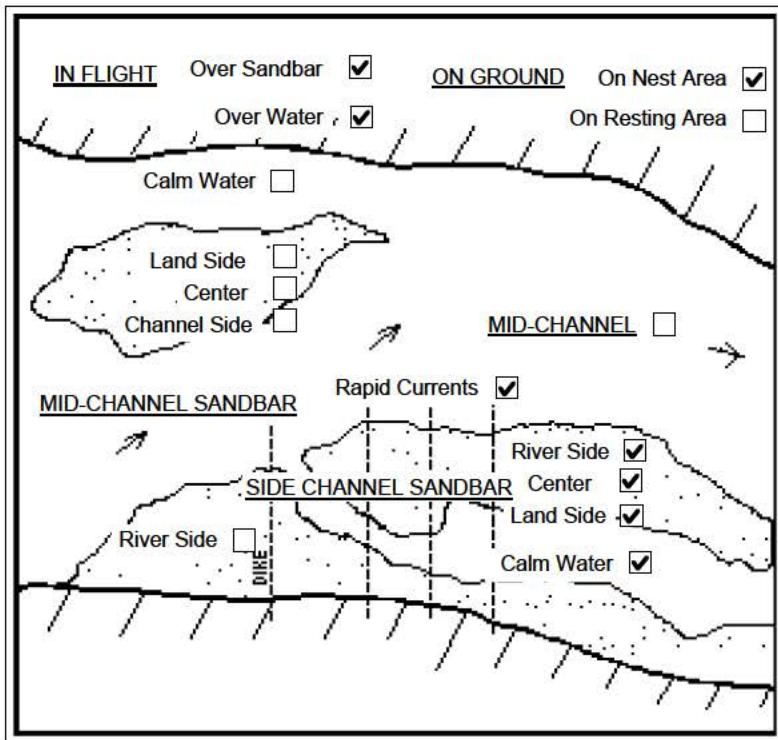 IN FLIGHT Over Sandbar ON GROUND On Nest Area
Over Water On Resting Area
Calm Water
Land Side
Center
Channel Side MID-CHANNEL
Rapid Currents
MID-CHANNEL SANDBAR
River Side
SIDE CHANNEL SANDBAR Center
Land Side
River Side
Calm Water
DIKE